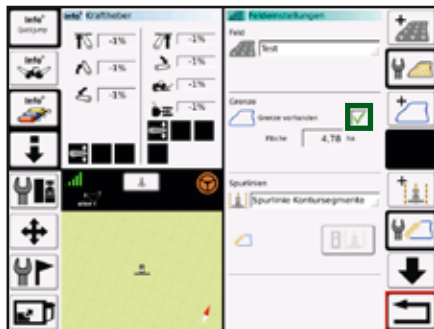 info
Quickjump
info
info Kraftheber
-1%
-1%
-1%
-1%
-1%
-1%
-1%
Feldeinstellungen
Feld
Test
Grenze
Grenze vorhanden
Fläche 4,78 ha
Spurlinien
Spurlinie Kontursegmente